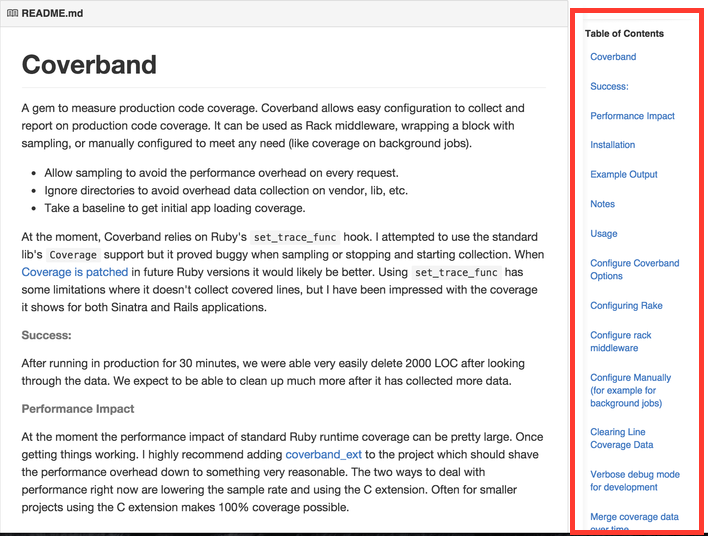 README.md
Coverband
A gem to measure production code coverage. Coverband allows easy configuration to collect and
report on production code coverage. It can be used as Rack middleware, wrapping a block with
sampling, or manually configured to meet any need (like coverage on background jobs).
• Allow sampling to avoid the performance overhead on every request.
• Ignore directories to avoid overhead data collection on vendor, lib, etc.
• Take a baseline to get initial app loading coverage.
At the moment, Coverband relies on Ruby's set_trace_func hook. I attempted to use the standard
lib's Coverage support but it proved buggy when sampling or stopping and starting collection. When
Coverage is patched in future Ruby versions it would likely be better. Using set_trace_func has
some limitations where it doesn't collect covered lines, but I have been impressed with the coverage
it shows for both Sinatra and Rails applications.
Success:
After running in production for 30 minutes, we were able very easily delete 2000 LOC after looking
through the data. We expect to be able to clean up much more after it has collected more data.
Performance Impact
At the moment the performance impact of standard Ruby runtime coverage can be pretty large. Once
getting things working. I highly recommend adding coverband_ext to the project which should shave
the performance overhead down to something very reasonable. The two ways to deal with
performance right now are lowering the sample rate and using the C extension. Often for smaller
projects using the C extension makes 100% coverage possible.
Table of Contents
Coverband
Success:
Performance Impact
Installation
Example Output
Notes
Usage
Configure Coverband
Options
Configuring Rake
Configure rack
middleware
Configure Manually
(for example for
background jobs)
Clearing Line
Coverage Data
Verbose debug mode
for development
Merge coverage data
over time